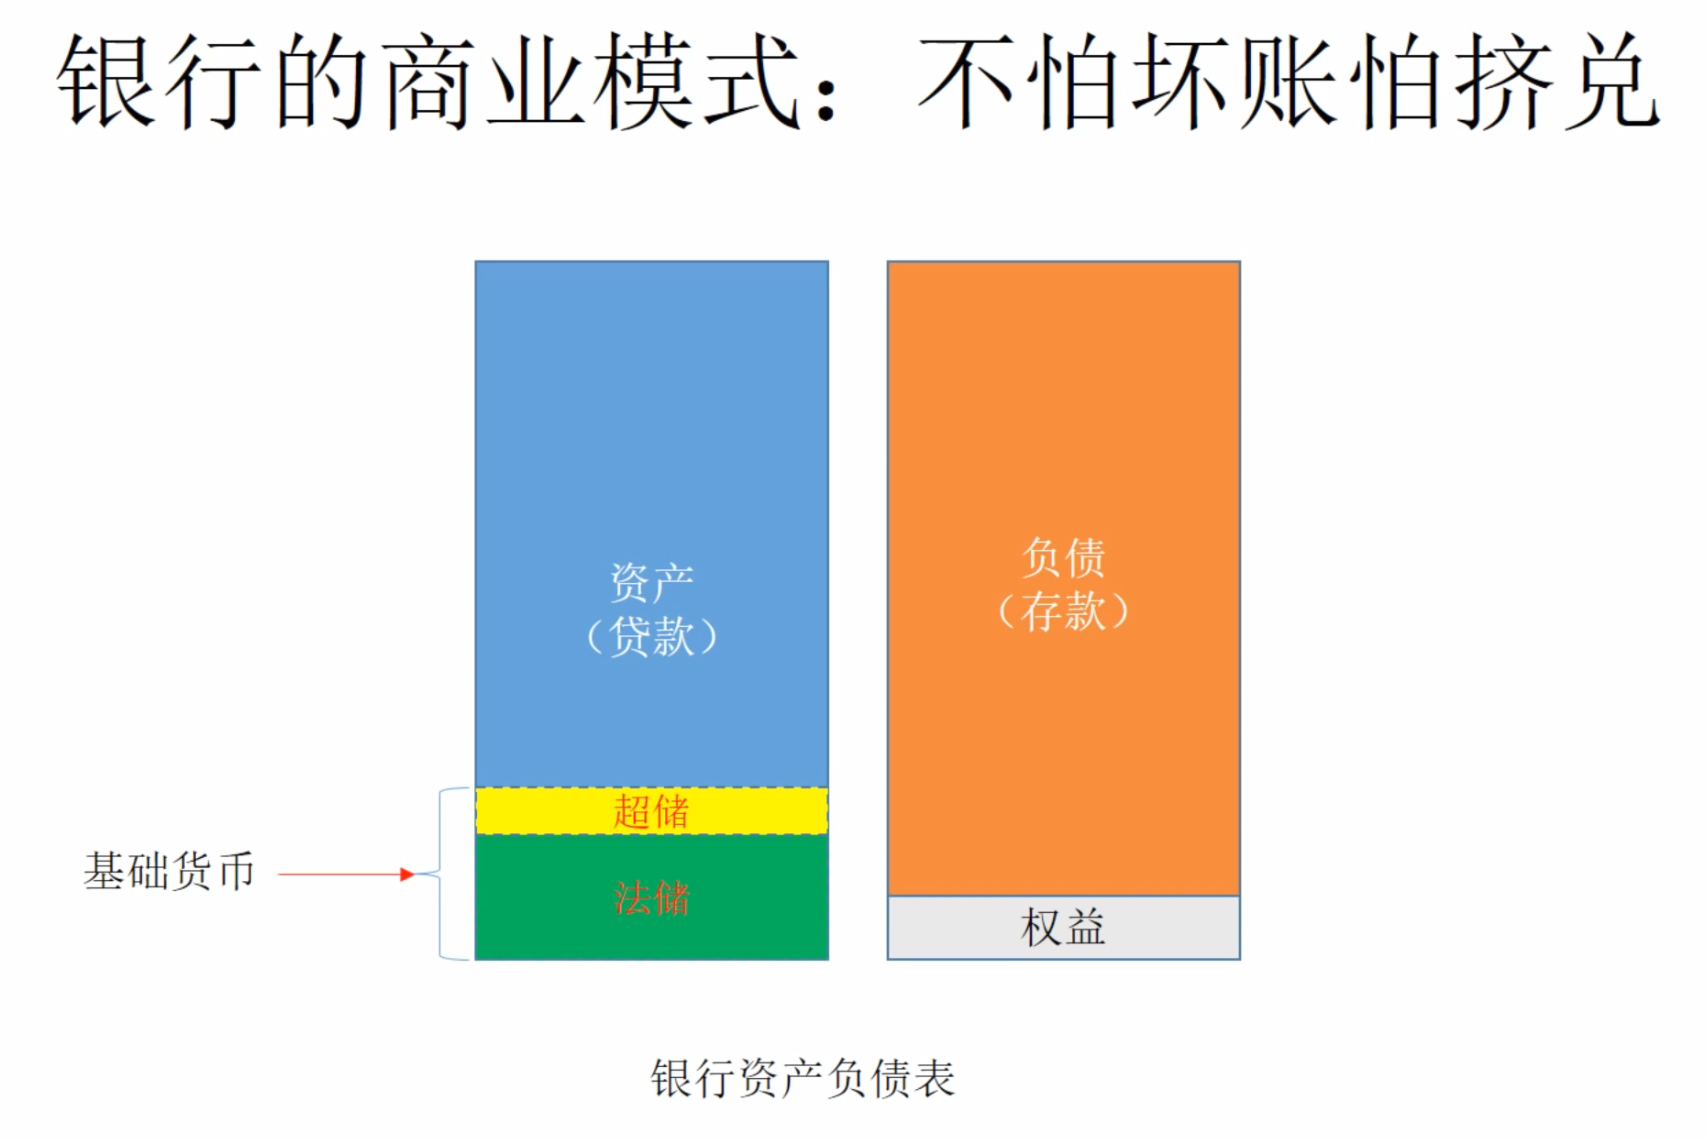 银行的商业模式：不怕坏账怕挤兑
资产
（贷款）
超储
法储
基础货币
负债
（存款）
权益
银行资产负债表